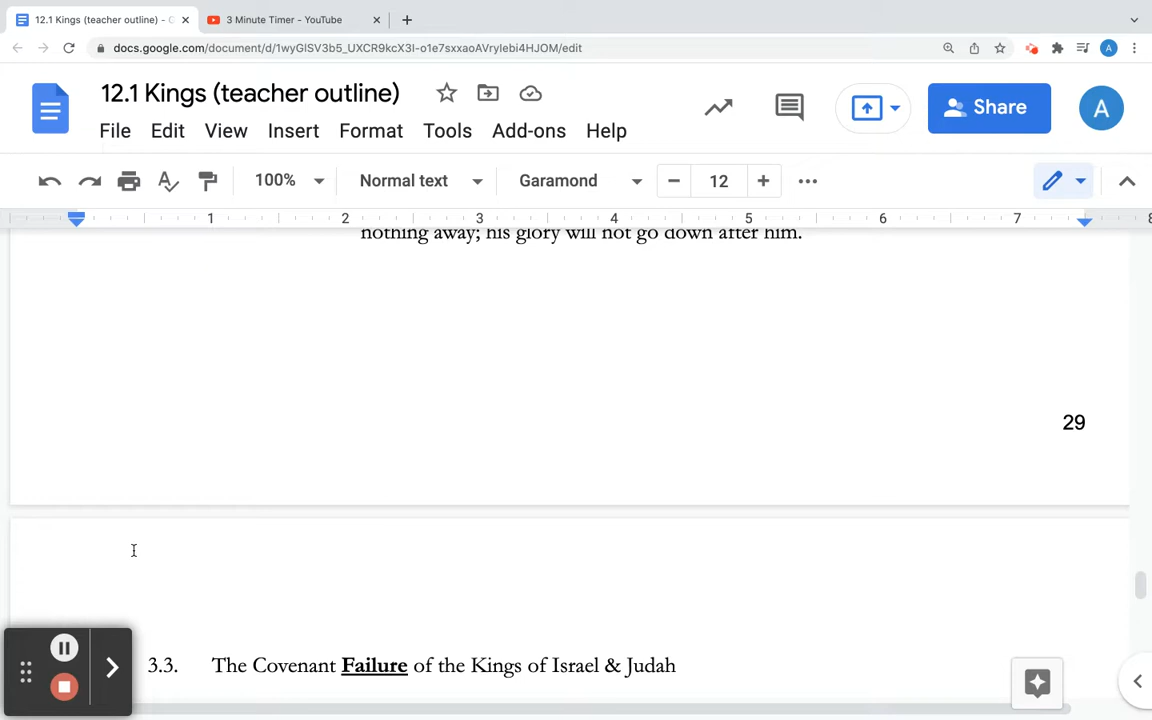 12.1 Kings (teacher outline) - G
3 Minute Timer - YouTube
docs.google.com/document/d/1wyGlSV3b5_UXCR9kcX3I-o1e7sxxaoAVryIebi4HJOM/edit
A
12.1 Kings (teacher outline)
Share
A
File Edit View Insert Format Tools Add-ons Help
100% Normal text Garamond 12
1 2 3 4 5 6 7 8
nothing away; his glory will not go down after him.
29
3.3. The Covenant Failure of the Kings of Israel & Judah